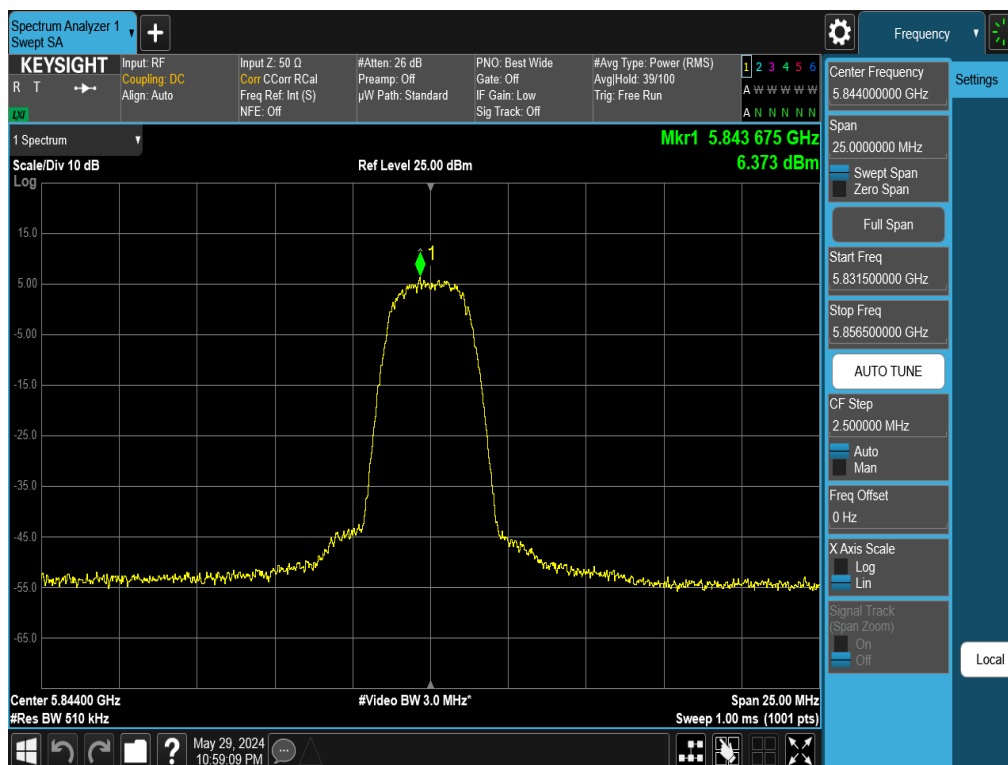 Spectrum Analyzer 1
Swept SA
Frequency
KEYSIGHT
R T
LXI
Input: RF
Coupling: DC
Align: Auto
Input Z: 50 Ω
Corr CCorr RCal
Freq Ref: Int (S)
NFE: Off
#Atten: 26 dB
Preamp: Off
µW Path: Standard
PNO: Best Wide
Gate: Off
IF Gain: Low
Sig Track: Off
#Avg Type: Power (RMS)
Avg|Hold: 39/100
Trig: Free Run
1 2 3 4 5 6
A W W W W W
A N N N N N
1 Spectrum
Mkr1 5.843 675 GHz
Scale/Div 10 dB
Ref Level 25.00 dBm
6.373 dBm
Log
1
15.0
5.00
-5.00
-15.0
-25.0
-35.0
-45.0
-55.0
-65.0
Center 5.84400 GHz
#Video BW 3.0 MHz*
Span 25.00 MHz
#Res BW 510 kHz
Sweep 1.00 ms (1001 pts)
Center Frequency
5.844000000 GHz
Settings
Span
25.0000000 MHz
Swept Span
Zero Span
Full Span
Start Freq
5.831500000 GHz
Stop Freq
5.856500000 GHz
AUTO TUNE
CF Step
2.500000 MHz
Auto
Man
Freq Offset
0 Hz
X Axis Scale
Log
Lin
Signal Track
(Span Zoom)
On
Off
Local
?
May 29, 2024
10:59:09 PM